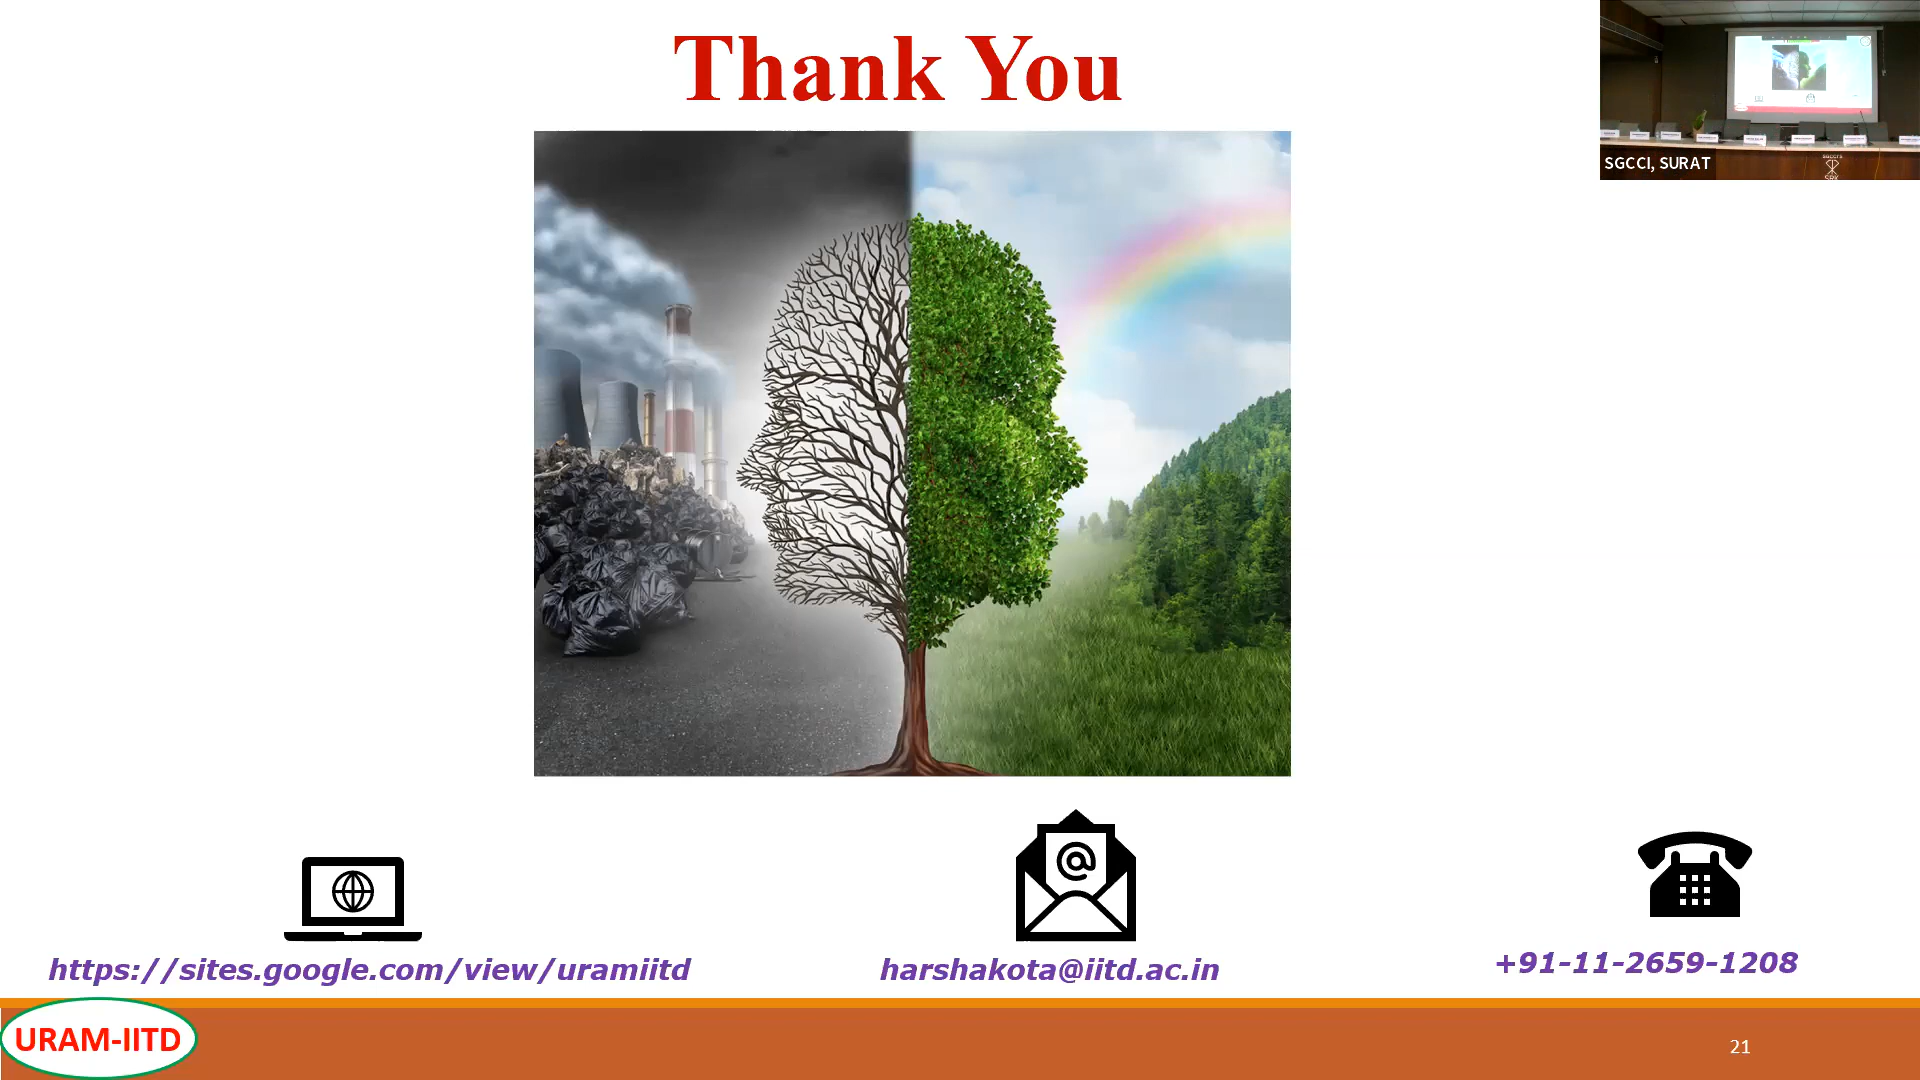 Thank You
SGCCI, SURAT
https://sites.google.com/view/uramiitd
harshakota@iitd.ac.in
+91-11-2659-1208
URAM-IITD
21